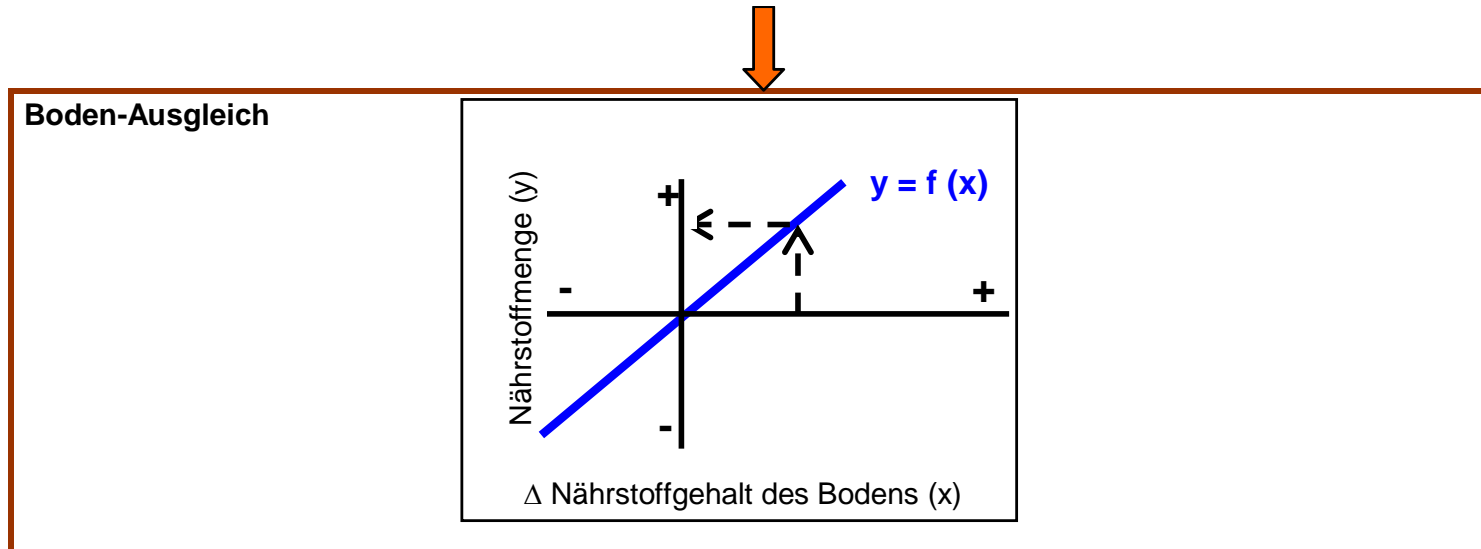 Boden-Ausgleich
Nährstoffmenge (y)
+
y = f (x)
-
+
-
Δ Nährstoffgehalt des Bodens (x)